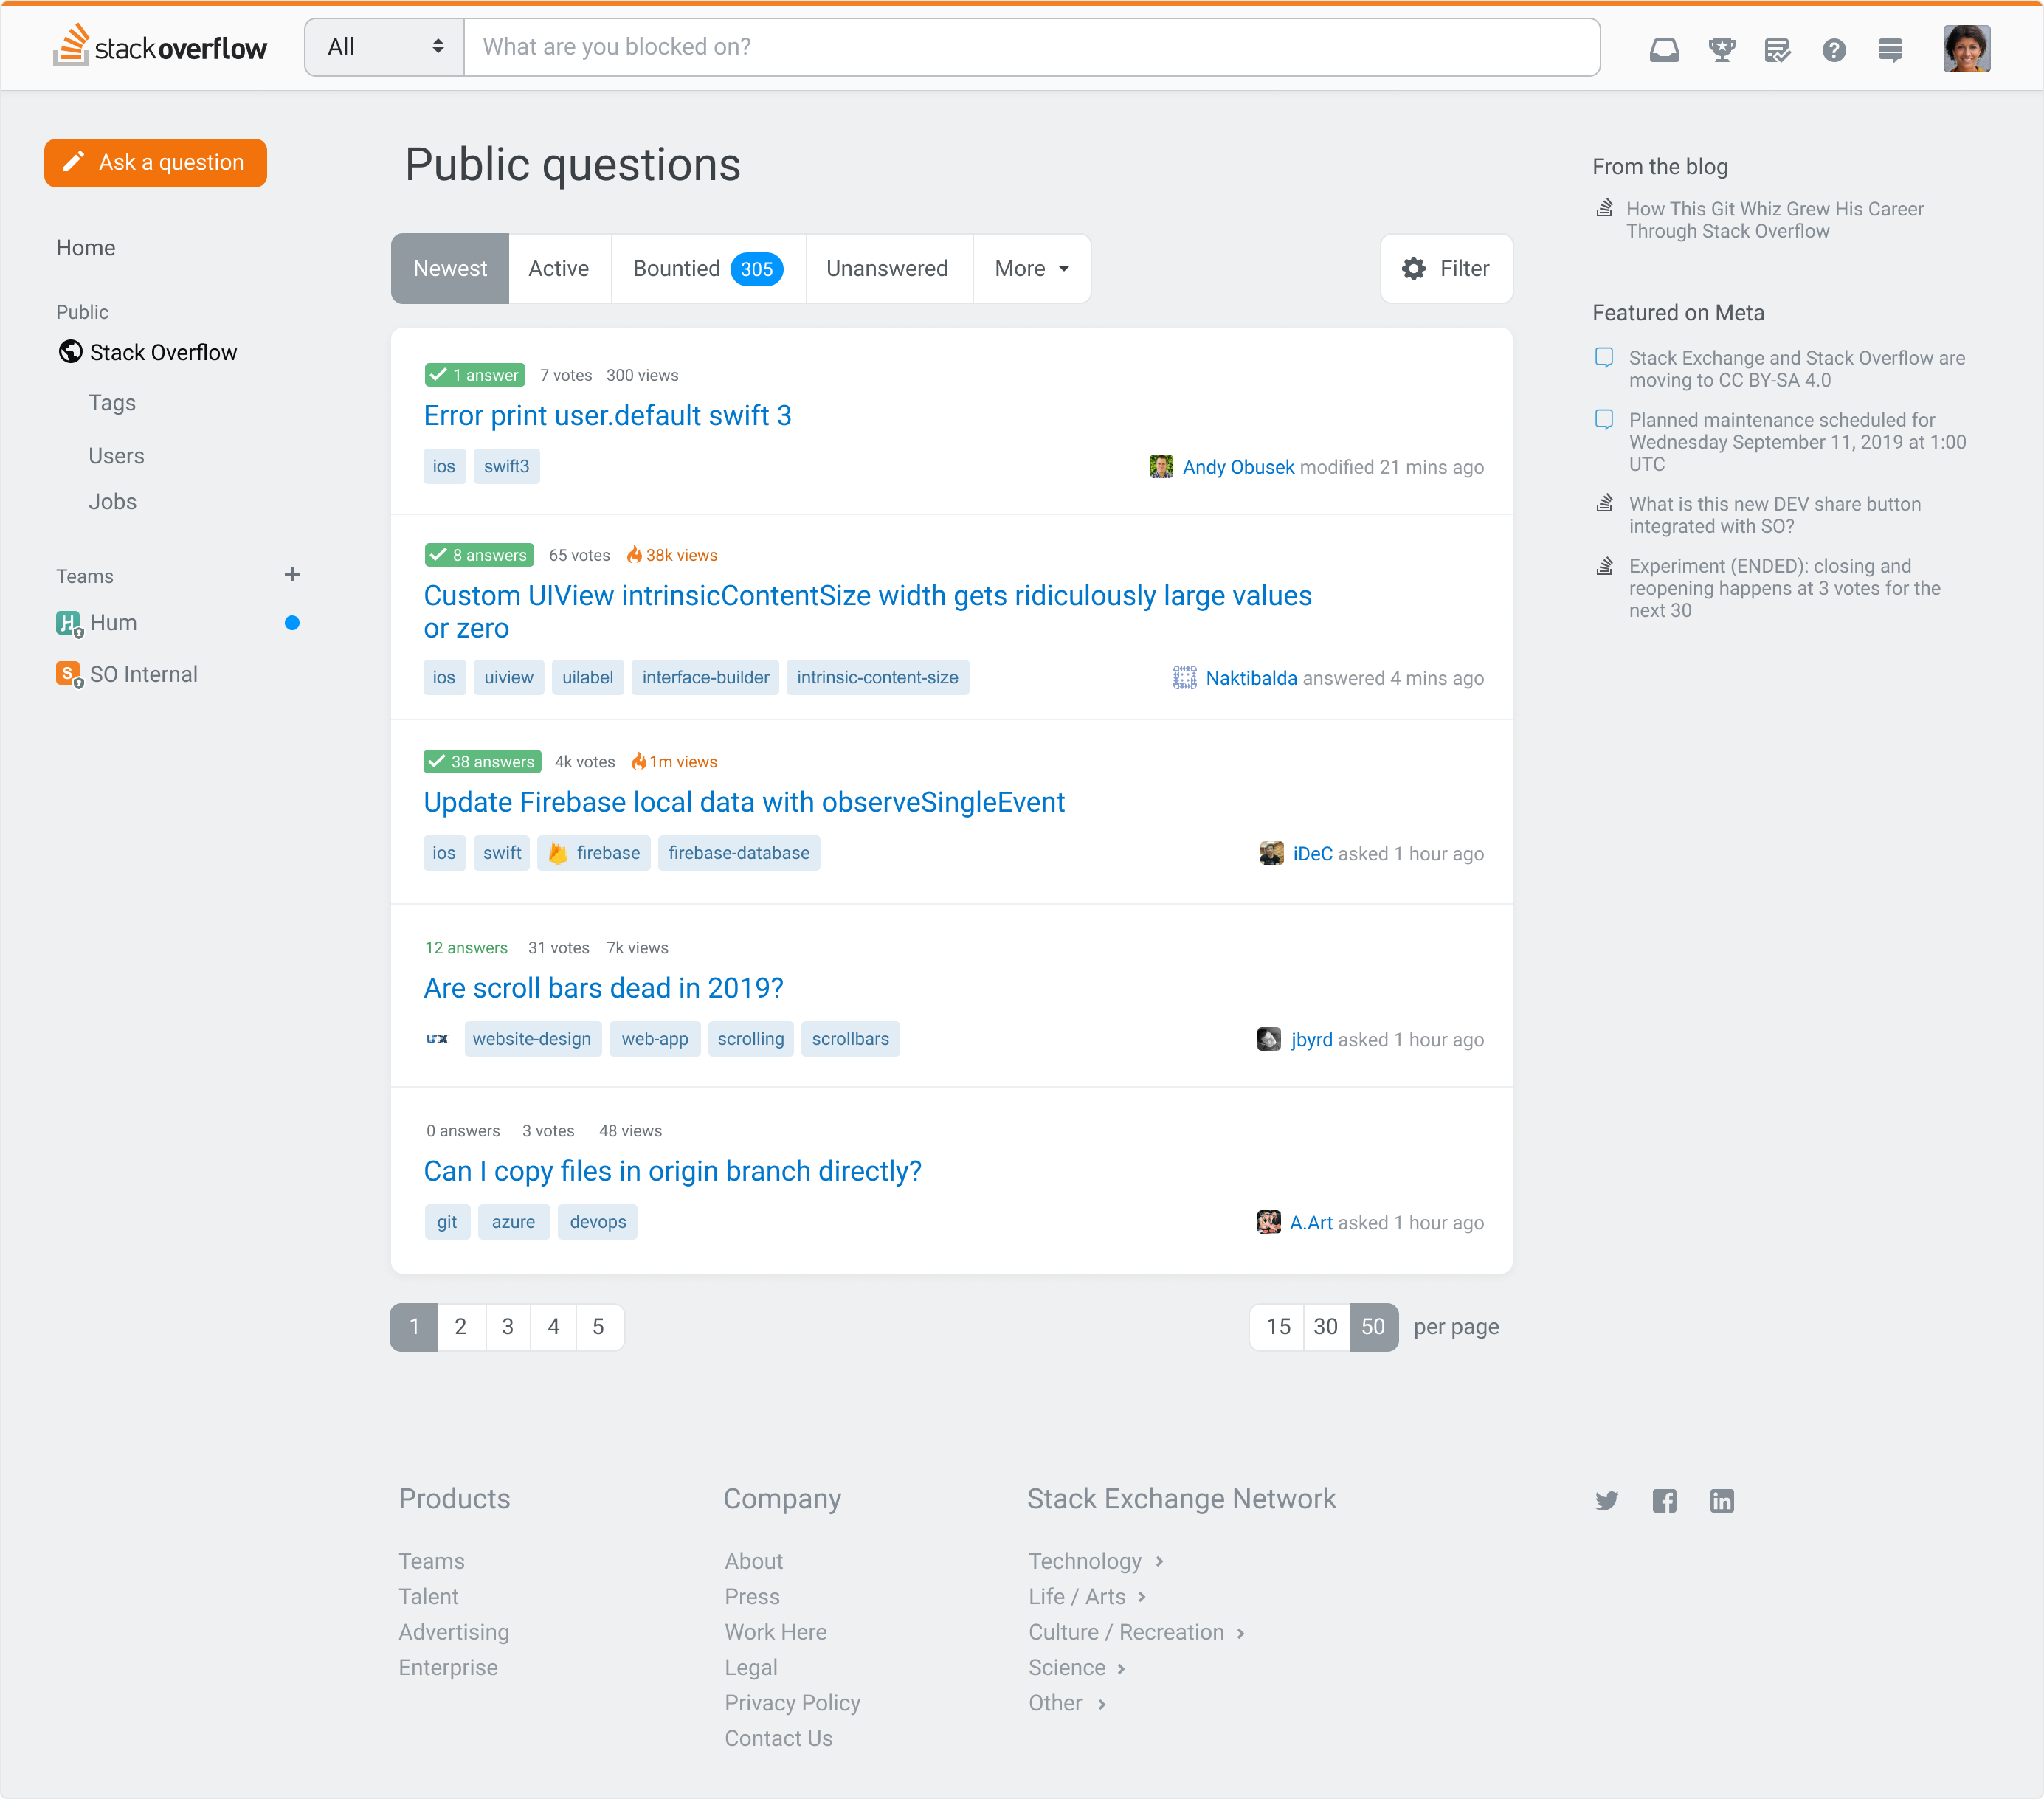 stackoverflow
All
What are you blocked on?
Ask a question
Home
Public
Stack Overflow
Tags
Users
Jobs
Teams
Hum
SO Internal
Public questions
Newest
Active
Bountied 305
Unanswered
More
Filter
1 answer 7 votes 300 views
Error print user.default swift 3
ios swift3
Andy Obusek modified 21 mins ago
8 answers 65 votes 38k views
Custom UIView intrinsicContentSize width gets ridiculously large values
or zero
ios uiview uilabel interface-builder intrinsic-content-size
Naktibalda answered 4 mins ago
38 answers 4k votes 1m views
Update Firebase local data with observeSingleEvent
ios swift firebase firebase-database
iDeC asked 1 hour ago
12 answers 31 votes 7k views
Are scroll bars dead in 2019?
UX website-design web-app scrolling scrollbars
jbyrd asked 1 hour ago
0 answers 3 votes 48 views
Can I copy files in origin branch directly?
git azure devops
A.Art asked 1 hour ago
1 2 3 4 5
15 30 50 per page
From the blog
How This Git Whiz Grew His Career
Through Stack Overflow
Featured on Meta
Stack Exchange and Stack Overflow are
moving to CC BY-SA 4.0
Planned maintenance scheduled for
Wednesday September 11, 2019 at 1:00
UTC
What is this new DEV share button
integrated with SO?
Experiment (ENDED): closing and
reopening happens at 3 votes for the
next 30
Products
Teams
Talent
Advertising
Enterprise
Company
About
Press
Work Here
Legal
Privacy Policy
Contact Us
Stack Exchange Network
Technology
Life / Arts
Culture / Recreation
Science
Other